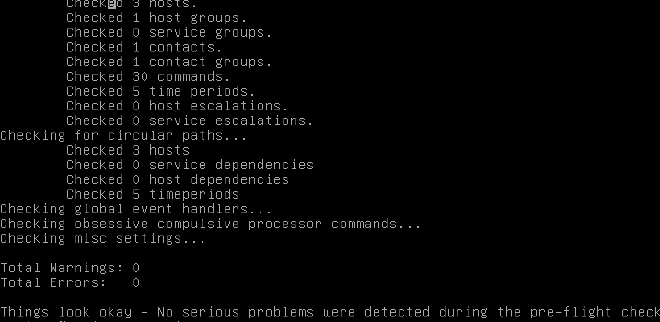 Checked 3 hosts.
Checked 1 host groups.
Checked 0 service groups.
Checked 1 contacts.
Checked 1 contact groups.
Checked 30 commands.
Checked 5 time periods.
Checked 0 host escalations.
Checked 0 service escalations.
Checking for circular paths...
Checked 3 hosts
Checked 0 service dependencies
Checked 0 host dependencies
Checked 5 timeperiods
Checking global event handlers...
Checking obsessive compulsive processor commands...
Checking misc settings...
Total Warnings: 0
Total Errors: 0
Things look okay - No serious problems were detected during the pre-flight check